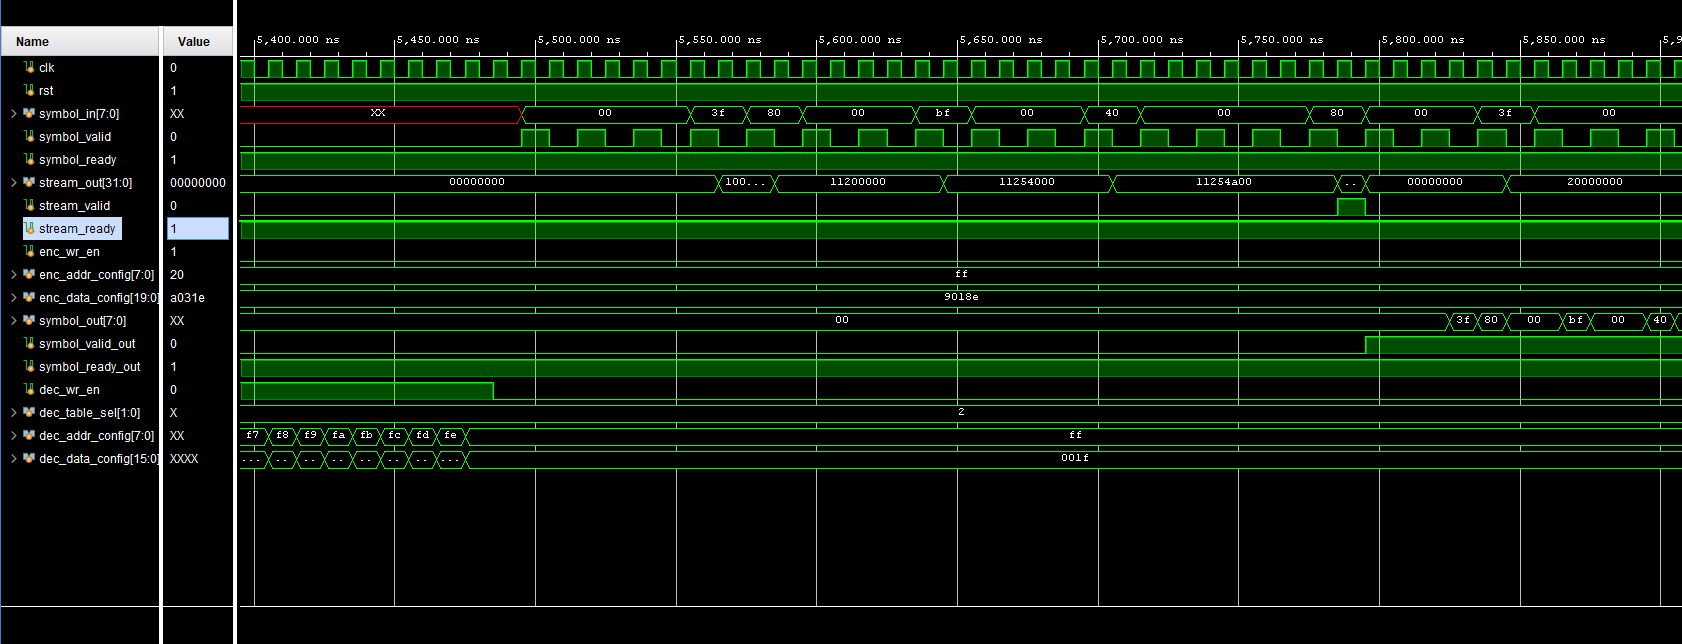 Name Value
5,400.000 ns 5,450.000 ns 5,500.000 ns 5,550.000 ns 5,600.000 ns 5,650.000 ns 5,700.000 ns 5,750.000 ns 5,800.000 ns 5,850.000 ns 5,9
clk 0
rst 1
symbol_in[7:0] XX XX 00 3f 80 00 bf 00 40 00 80 00 3f 00
symbol_valid 0
symbol_ready 1
stream_out[31:0] 00000000 00000000 100... 11200000 11254000 11254a00 .. 00000000 20000000
stream_valid 0
stream_ready 1
enc_wr_en 1
enc_addr_config[7:0] 20 ff
enc_data_config[19:0] a031e 9018e
symbol_out[7:0] XX 00 3f 80 00 bf 00 40
symbol_valid_out 0
symbol_ready_out 1
dec_wr_en 0
dec_table_sel[1:0] X 2
dec_addr_config[7:0] XX f7 f8 f9 fa fb fc fd fe ff
dec_data_config[15:0] XXXX ... .. .. .. .. .. .. ... 001f